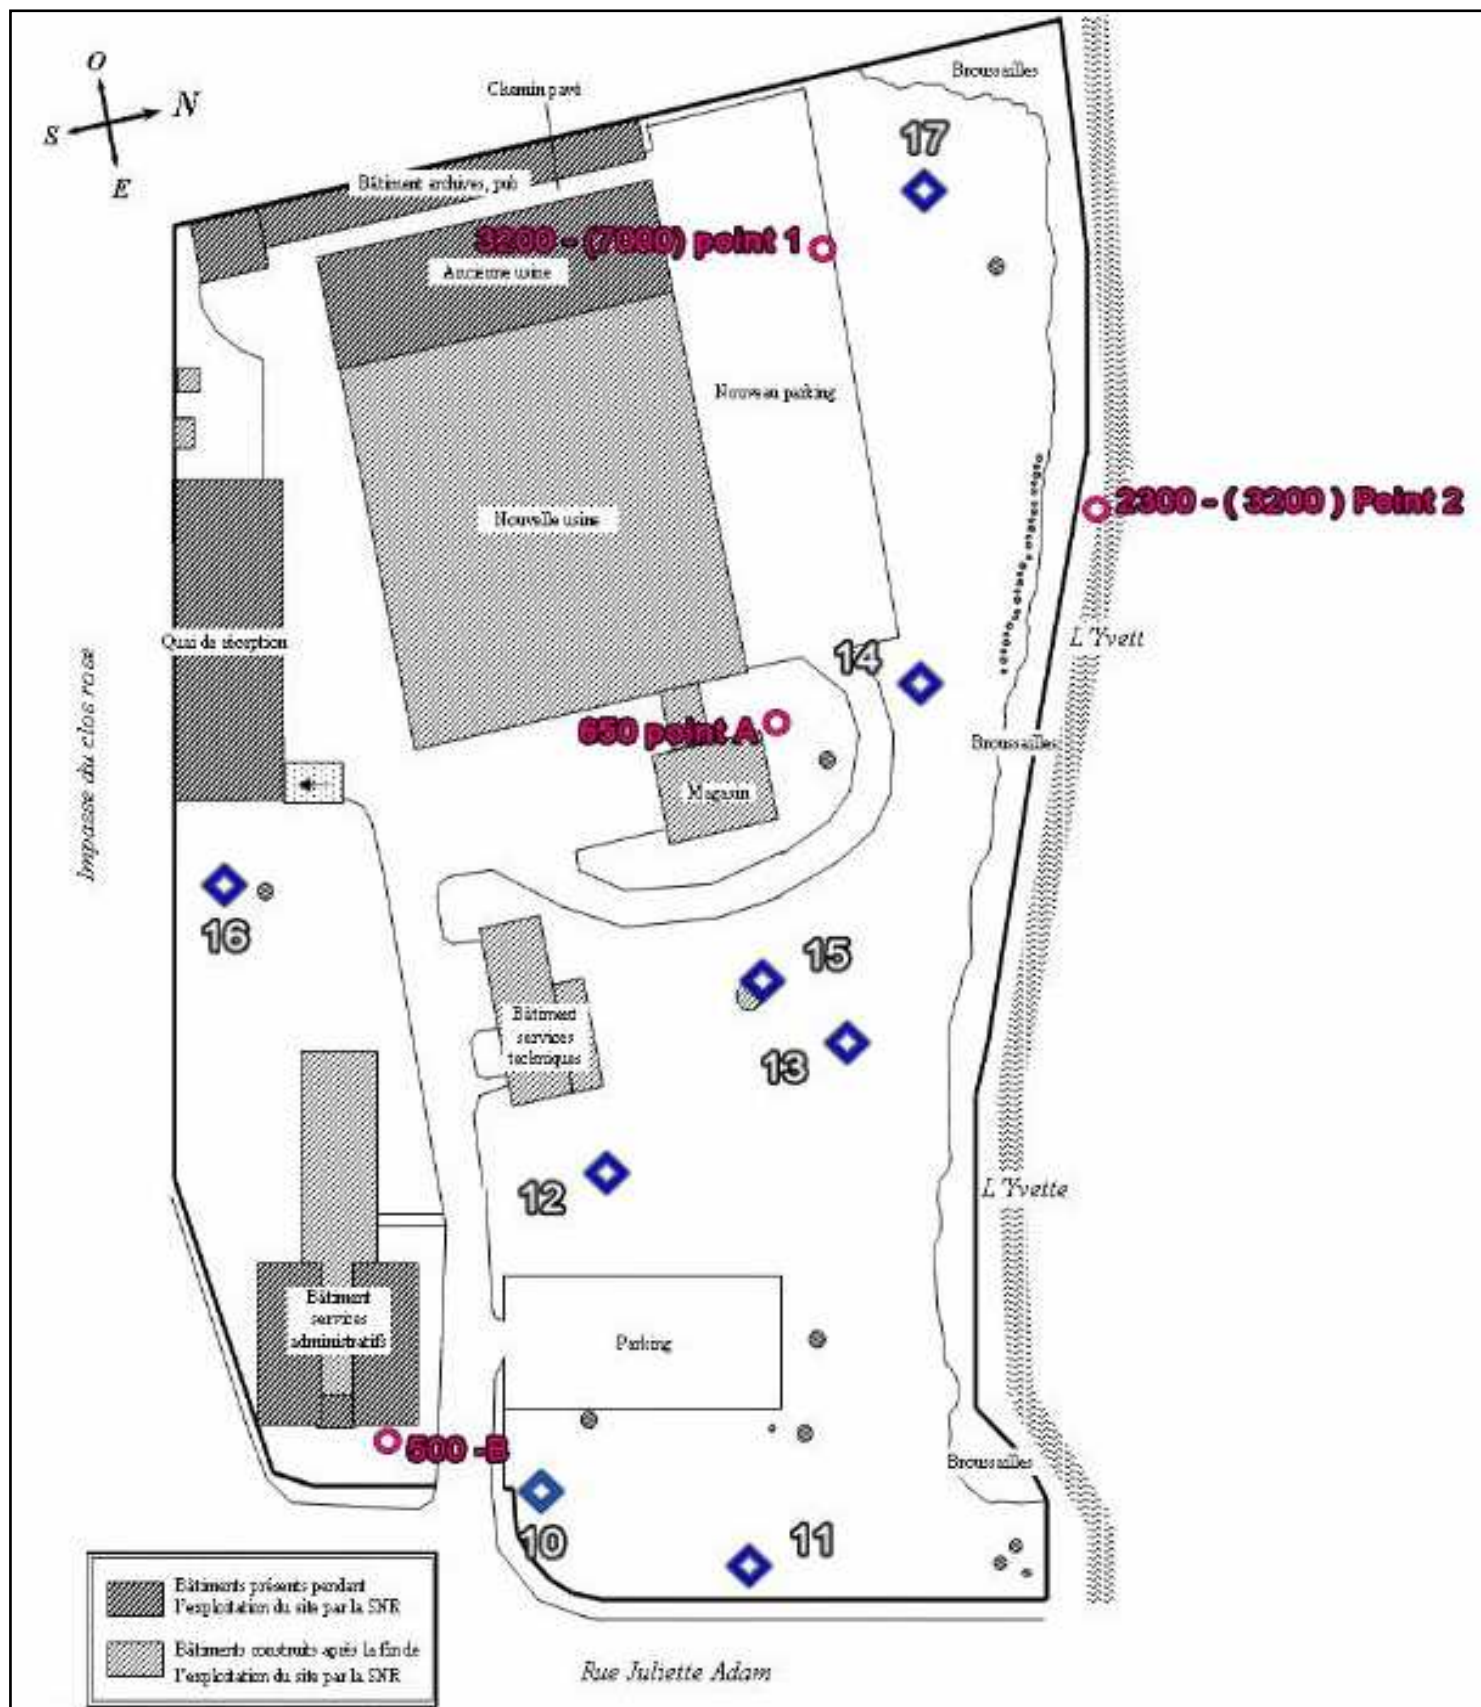 Broussailles
O
Chemin pavé
N
S
17
E
Bâtiment archives, pub
3200 - (7000) point 1
Ancienne usine
Nouveau parking
2300 - ( 3200 ) Point 2
Nouvelle usine
Quai de réception
L'Yvett
14
650 point A
Broussailles
Impasse du clos rose
Magasin
16
15
Bâtiment
services
techniques
13
12
L'Yvette
Bâtiment
services
administratifs
Parking
500 - B
Broussailles
10
11
Bâtiments présents pendant
l'exploitation du site par la SNR
Bâtiments construits après la fin de
l'exploitation du site par la SNR
Rue Juliette Adam